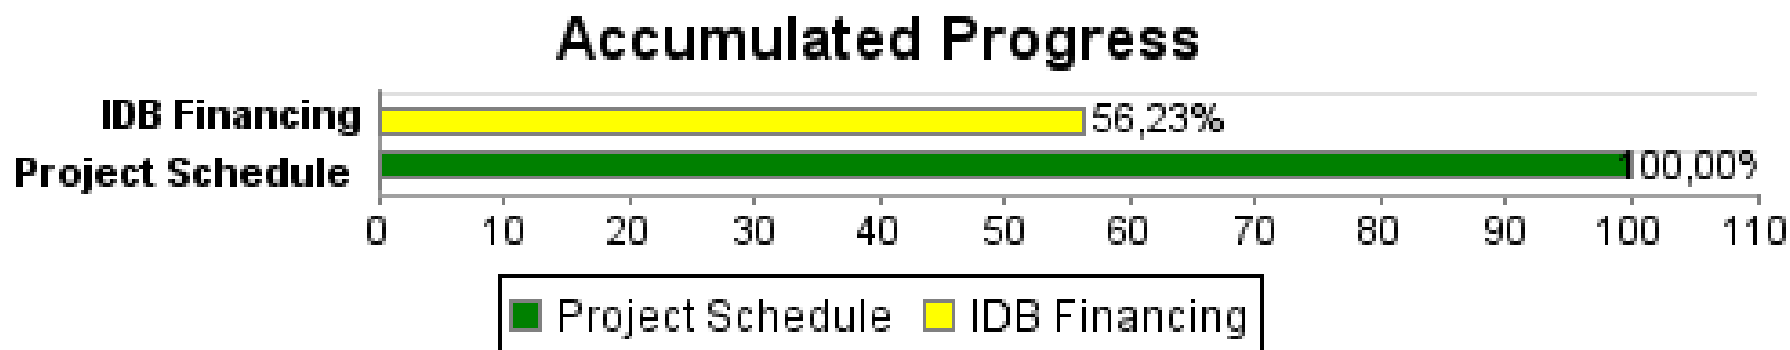 Accumulated Progress
IDB Financing 56,23%
Project Schedule 100,00%
0 10 20 30 40 50 60 70 80 90 100 110
Project Schedule IDB Financing